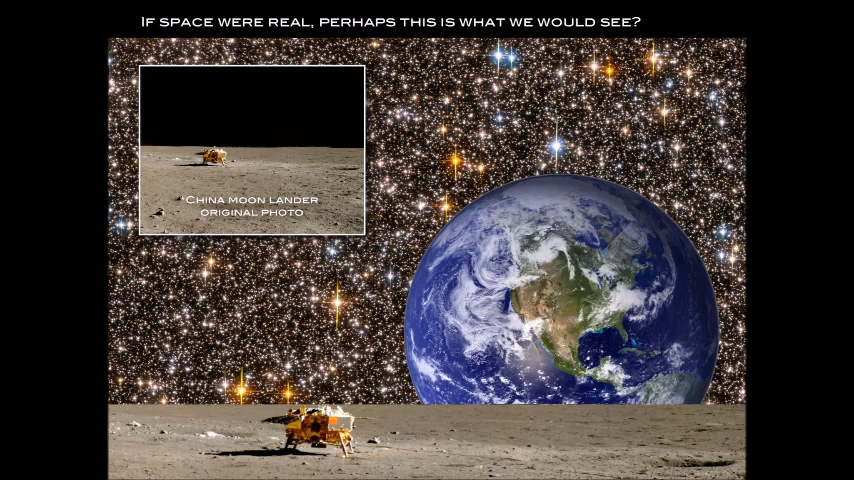 If space were real, perhaps this is what we would see?
*China moon lander
original photo